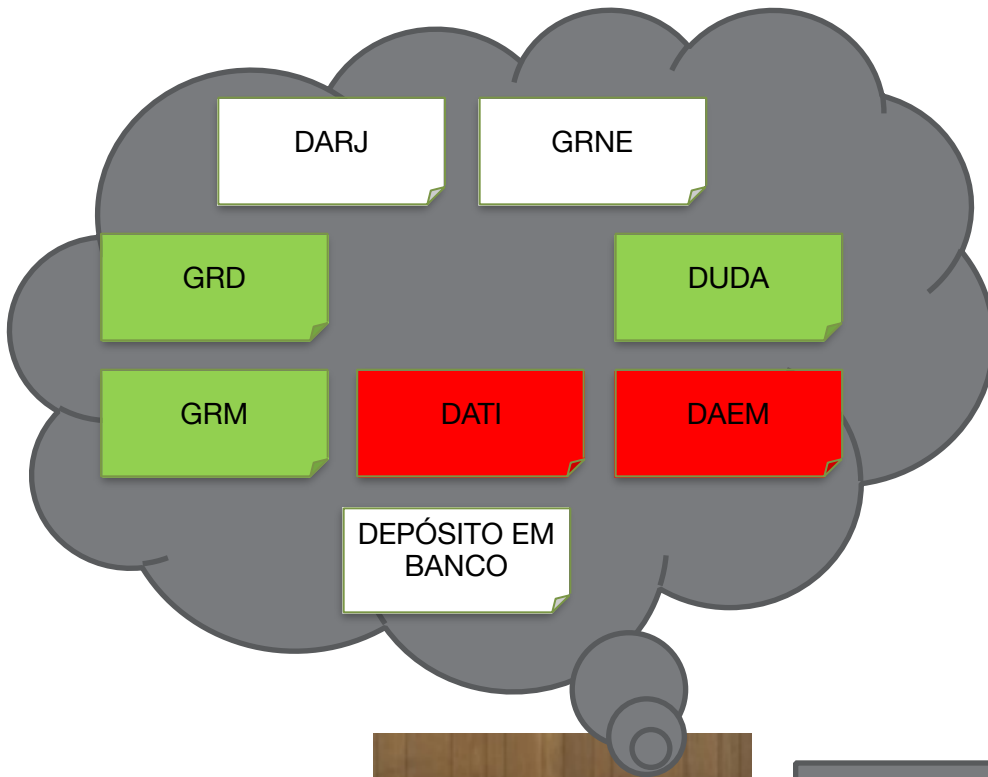 DARJ
GRNE
GRD
DUDA
GRM
DATI
DAEM
DEPÓSITO EM
BANCO